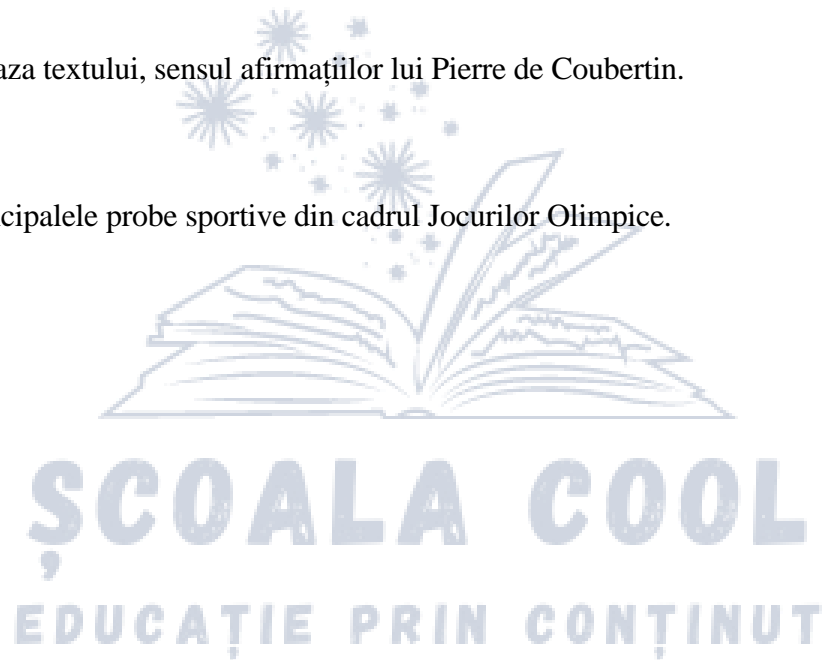 aza textului, sensul afirmațiilor lui Pierre de Coubertin.
cipalele probe sportive din cadrul Jocurilor Olimpice.
ȘCOALA COOL
EDUCAȚIE PRIN CONȚINUT